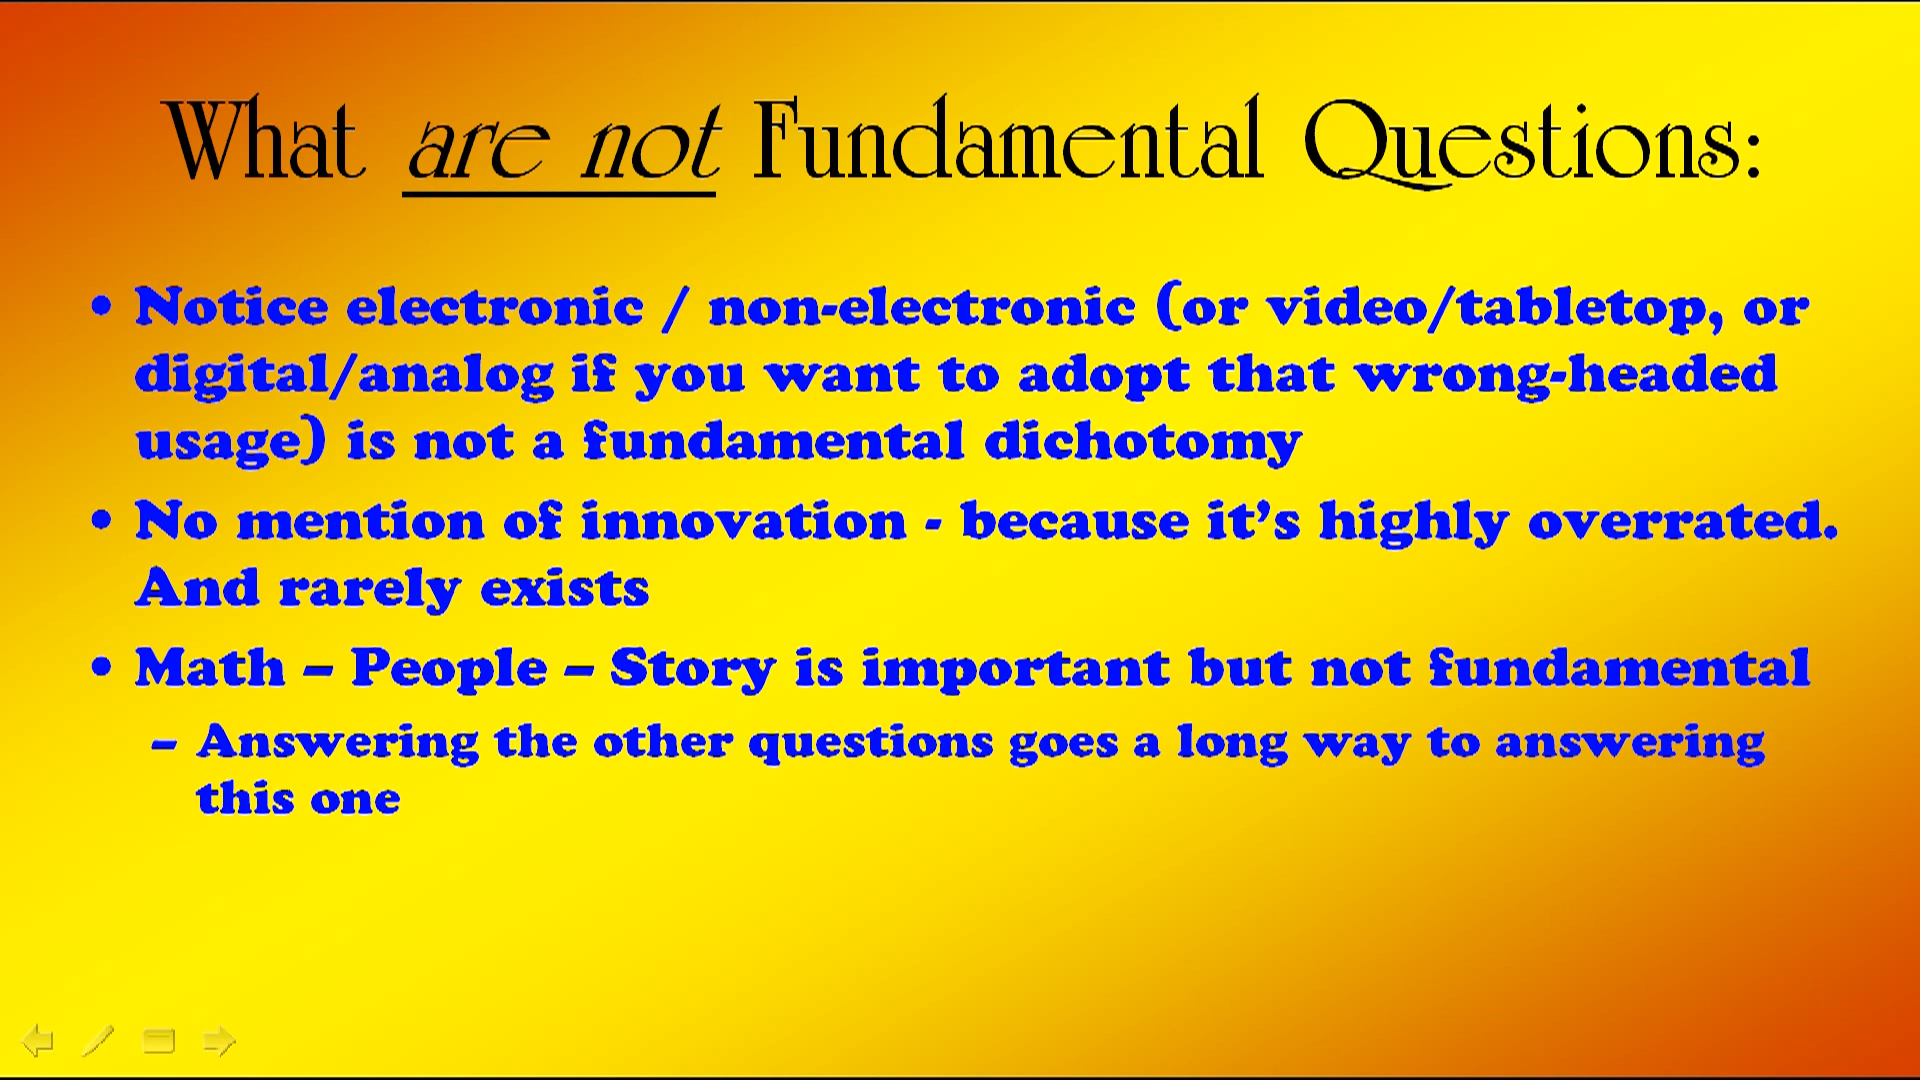 What are not Fundamental Questions:
• Notice electronic / non-electronic (or video/tabletop, or
digital/analog if you want to adopt that wrong-headed
usage) is not a fundamental dichotomy
• No mention of innovation - because it’s highly overrated.
And rarely exists
• Math – People – Story is important but not fundamental
– Answering the other questions goes a long way to answering
this one